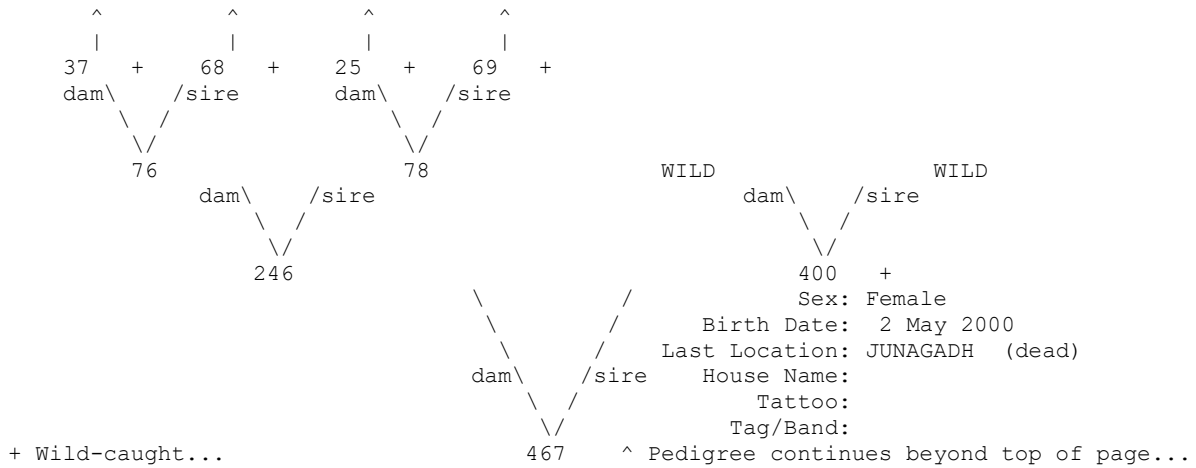 ^ ^ ^ ^
| | | |
37 + 68 + 25 + 69 +
dam\ /sire dam\ /sire
\ / \ /
\/ \/
76 78 WILD WILD
dam\ /sire dam\ /sire
\ / \ /
\/ \/
246 400 +
\ / Sex: Female
\ / Birth Date: 2 May 2000
\ / Last Location: JUNAGADH (dead)
dam\ /sire House Name:
\ / Tattoo:
\/ Tag/Band:
+ Wild-caught... 467 ^ Pedigree continues beyond top of page...